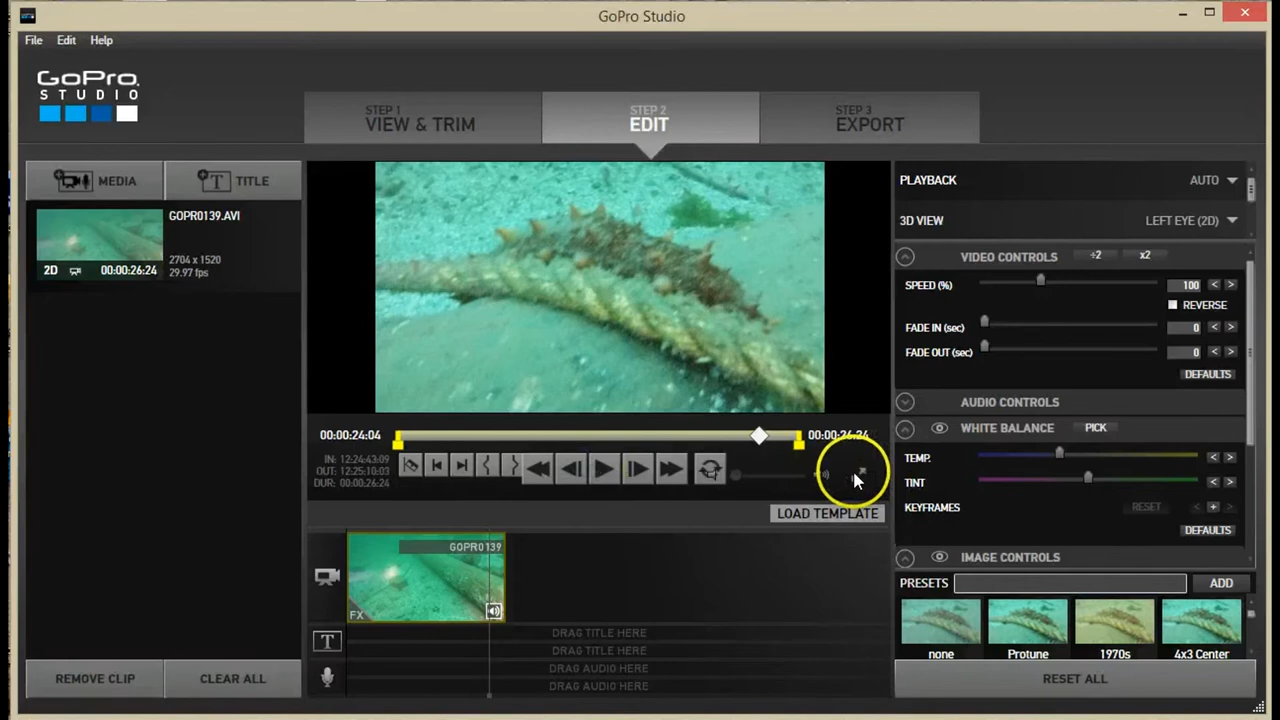 GoPro Studio
File Edit Help
GoPro
STUDIO
STEP 1
VIEW & TRIM
STEP 2
EDIT
STEP 3
EXPORT
MEDIA
TITLE
GOPR0139.AVI
2704 x 1520
29.97 fps
2D
00:00:26:24
PLAYBACK
AUTO
3D VIEW
LEFT EYE (2D)
VIDEO CONTROLS
÷2
x2
SPEED (%)
100
REVERSE
FADE IN (sec)
0
FADE OUT (sec)
0
DEFAULTS
AUDIO CONTROLS
WHITE BALANCE
PICK
TEMP.
TINT
KEYFRAMES
RESET
DEFAULTS
IMAGE CONTROLS
00:00:24:04
00:00:26:24
IN: 12:24:43:09
OUT: 12:25:10:03
DUR: 00:00:26:24
LOAD TEMPLATE
GOPR0139
FX
T
DRAG TITLE HERE
DRAG TITLE HERE
DRAG AUDIO HERE
DRAG AUDIO HERE
PRESETS
ADD
none
Protune
1970s
4x3 Center
REMOVE CLIP
CLEAR ALL
RESET ALL